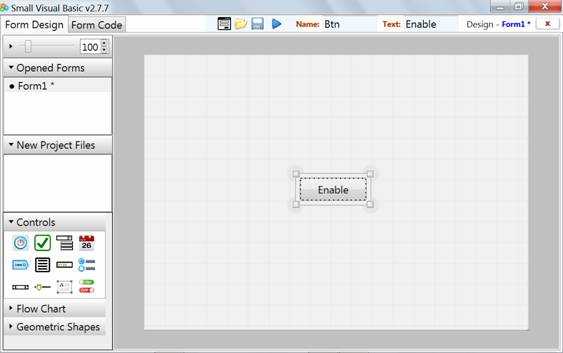 Small Visual Basic v2.7.7
Form Design Form Code Name: Btn Text: Enable Design - Form1 * x
100
Opened Forms
● Form1 *
New Project Files
Controls
26
Flow Chart
Geometric Shapes
Enable